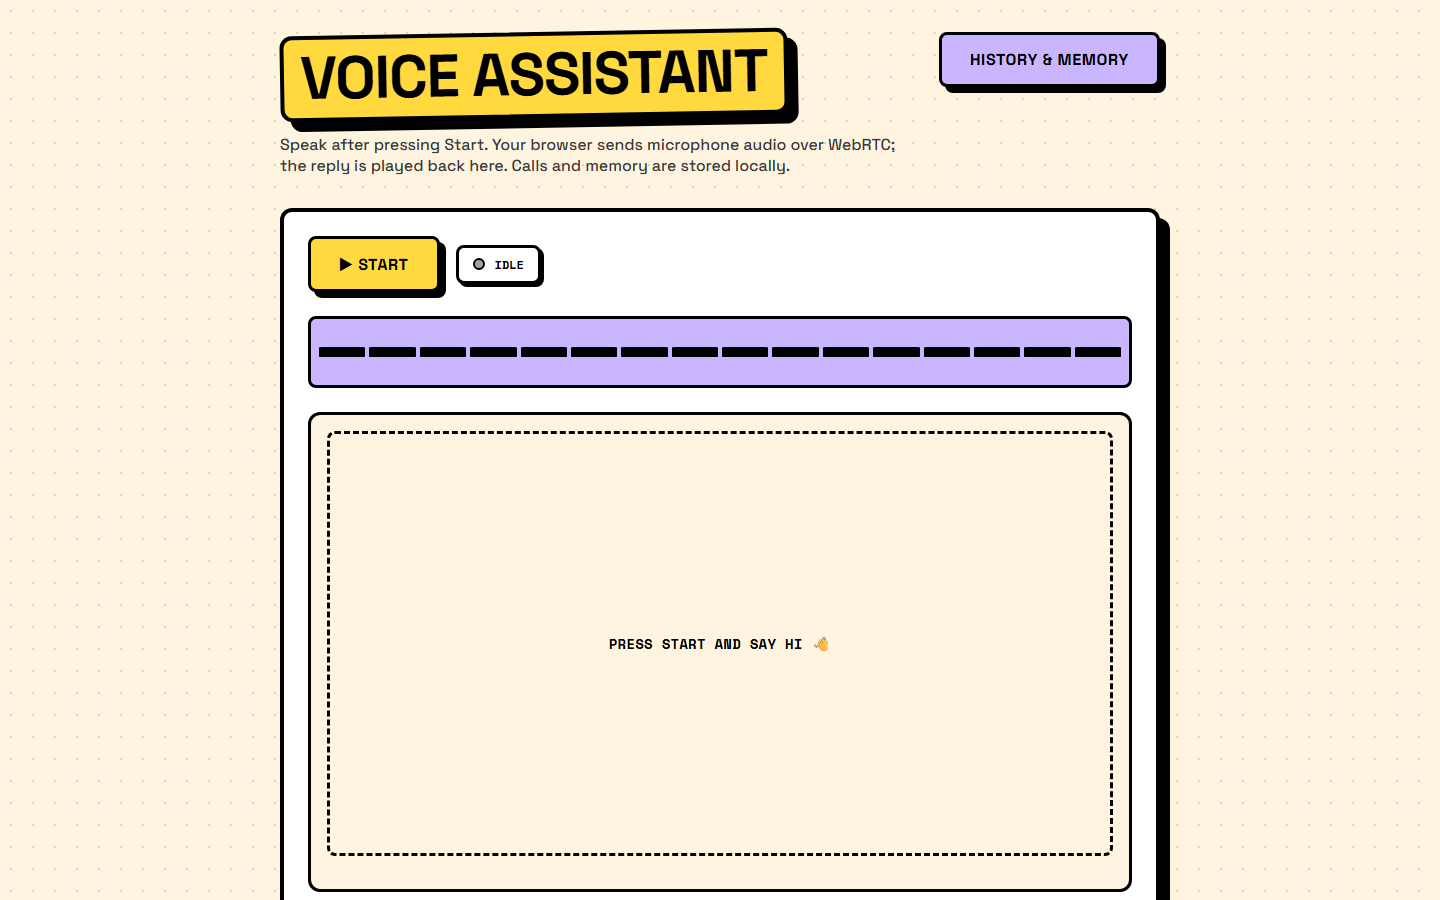 VOICE ASSISTANT
HISTORY & MEMORY
Speak after pressing Start. Your browser sends microphone audio over WebRTC;
the reply is played back here. Calls and memory are stored locally.
▶ START
IDLE
PRESS START AND SAY HI 👋